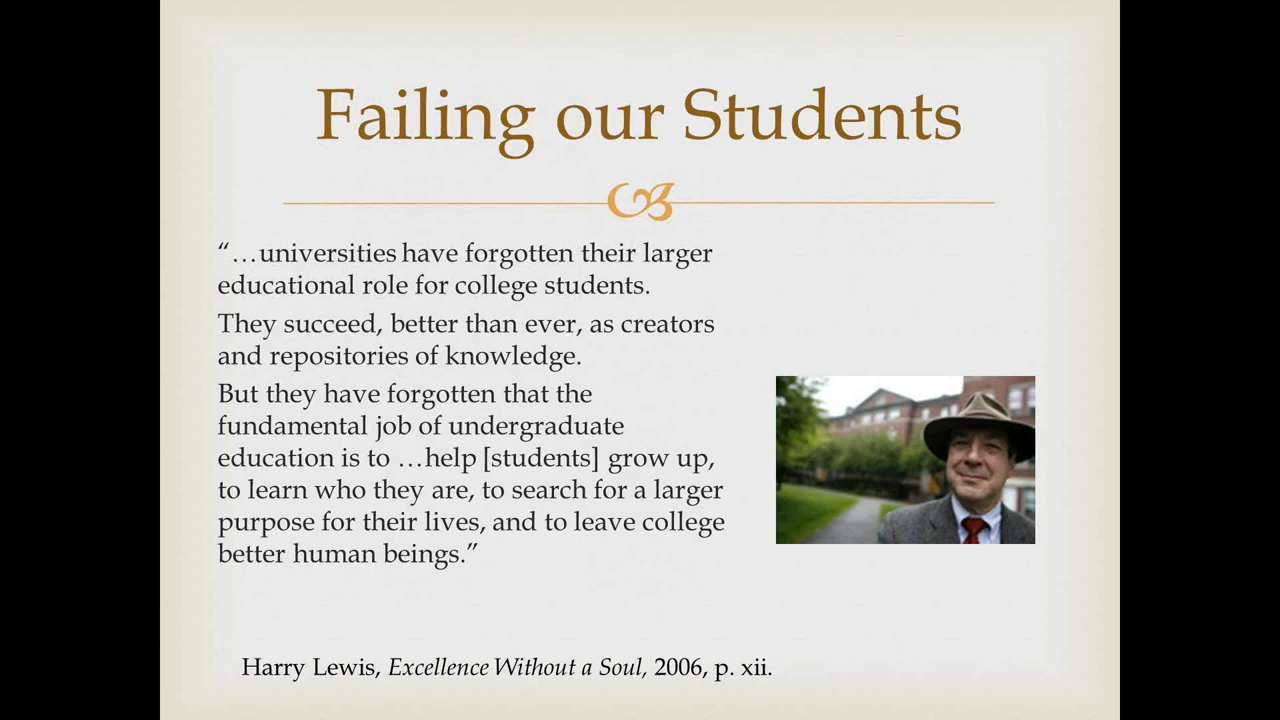 Failing our Students
“…universities have forgotten their larger
educational role for college students.
They succeed, better than ever, as creators
and repositories of knowledge.
But they have forgotten that the
fundamental job of undergraduate
education is to …help [students] grow up,
to learn who they are, to search for a larger
purpose for their lives, and to leave college
better human beings.”
Harry Lewis, Excellence Without a Soul, 2006, p. xii.